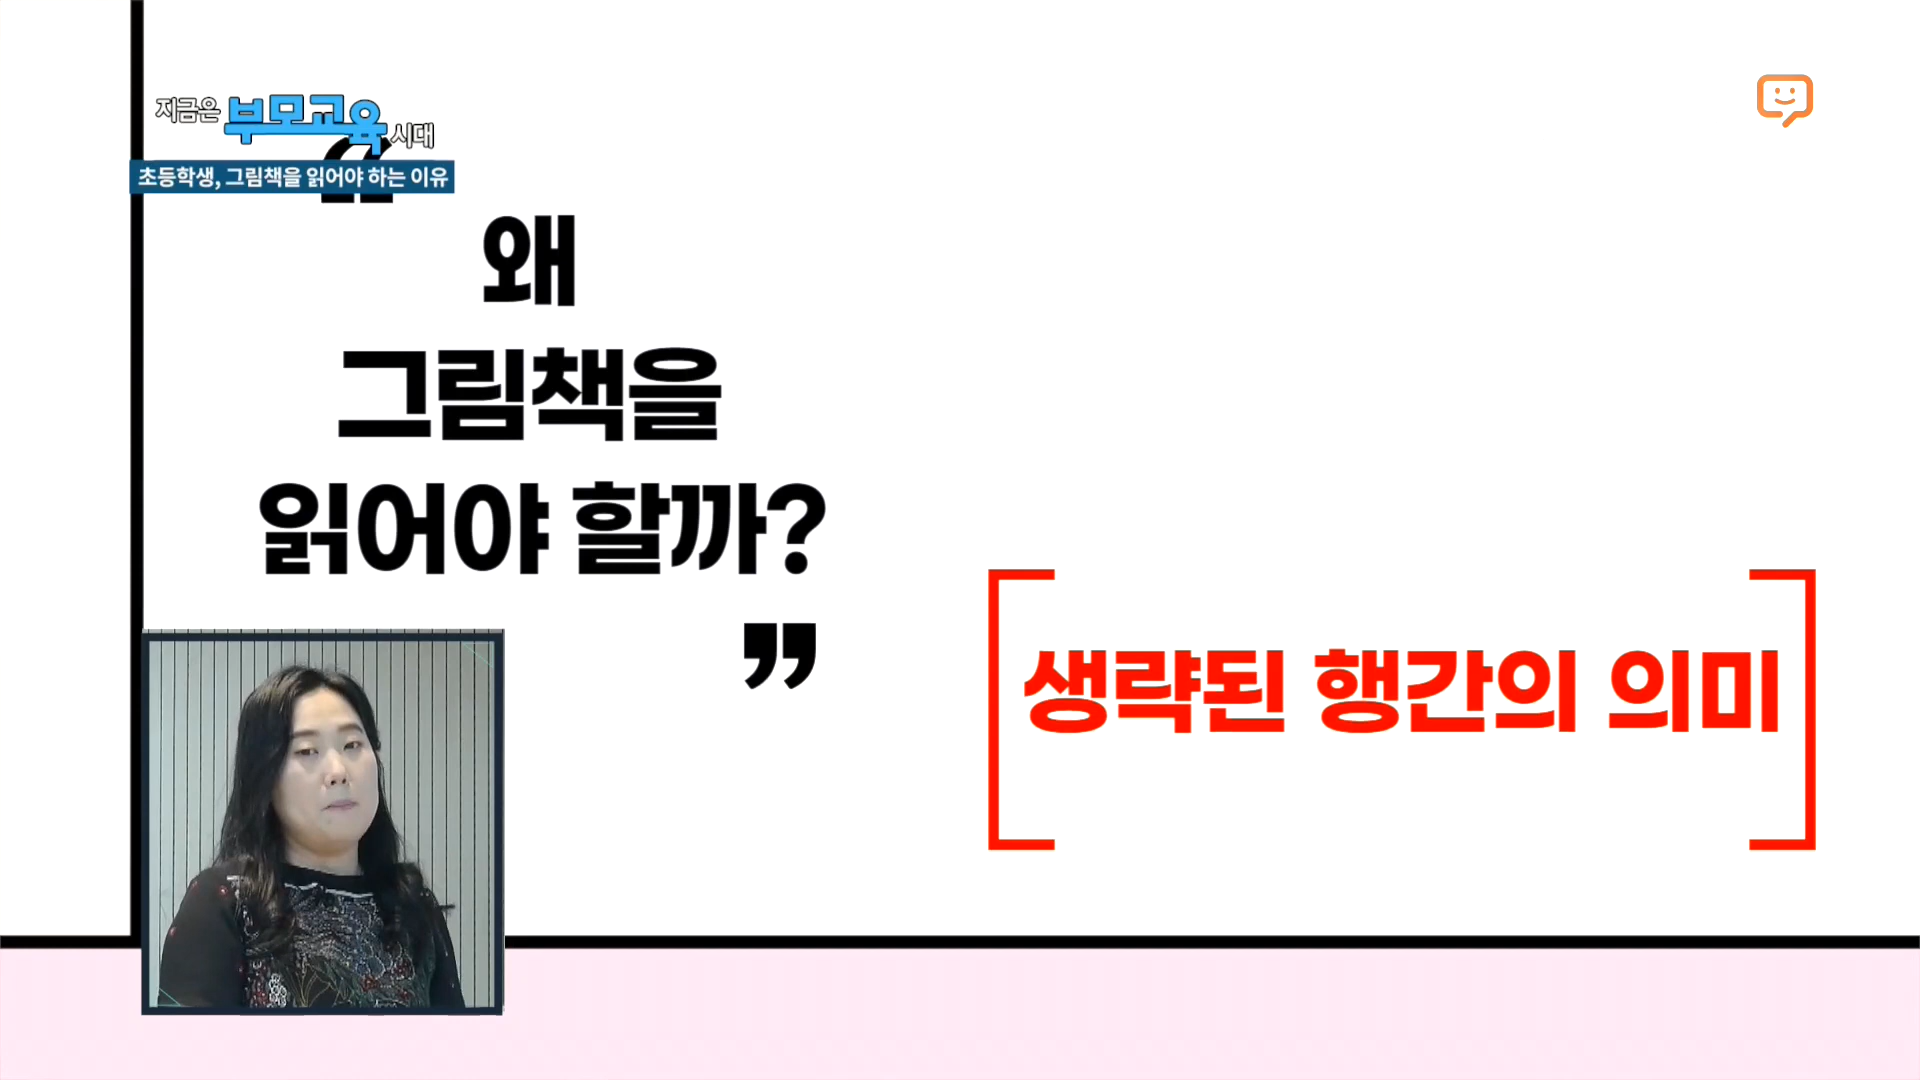 지금은 부모교육 시대
초등학생, 그림책을 읽어야 하는 이유
“
왜
그림책을
읽어야 할까?
”
생략된 행간의 의미